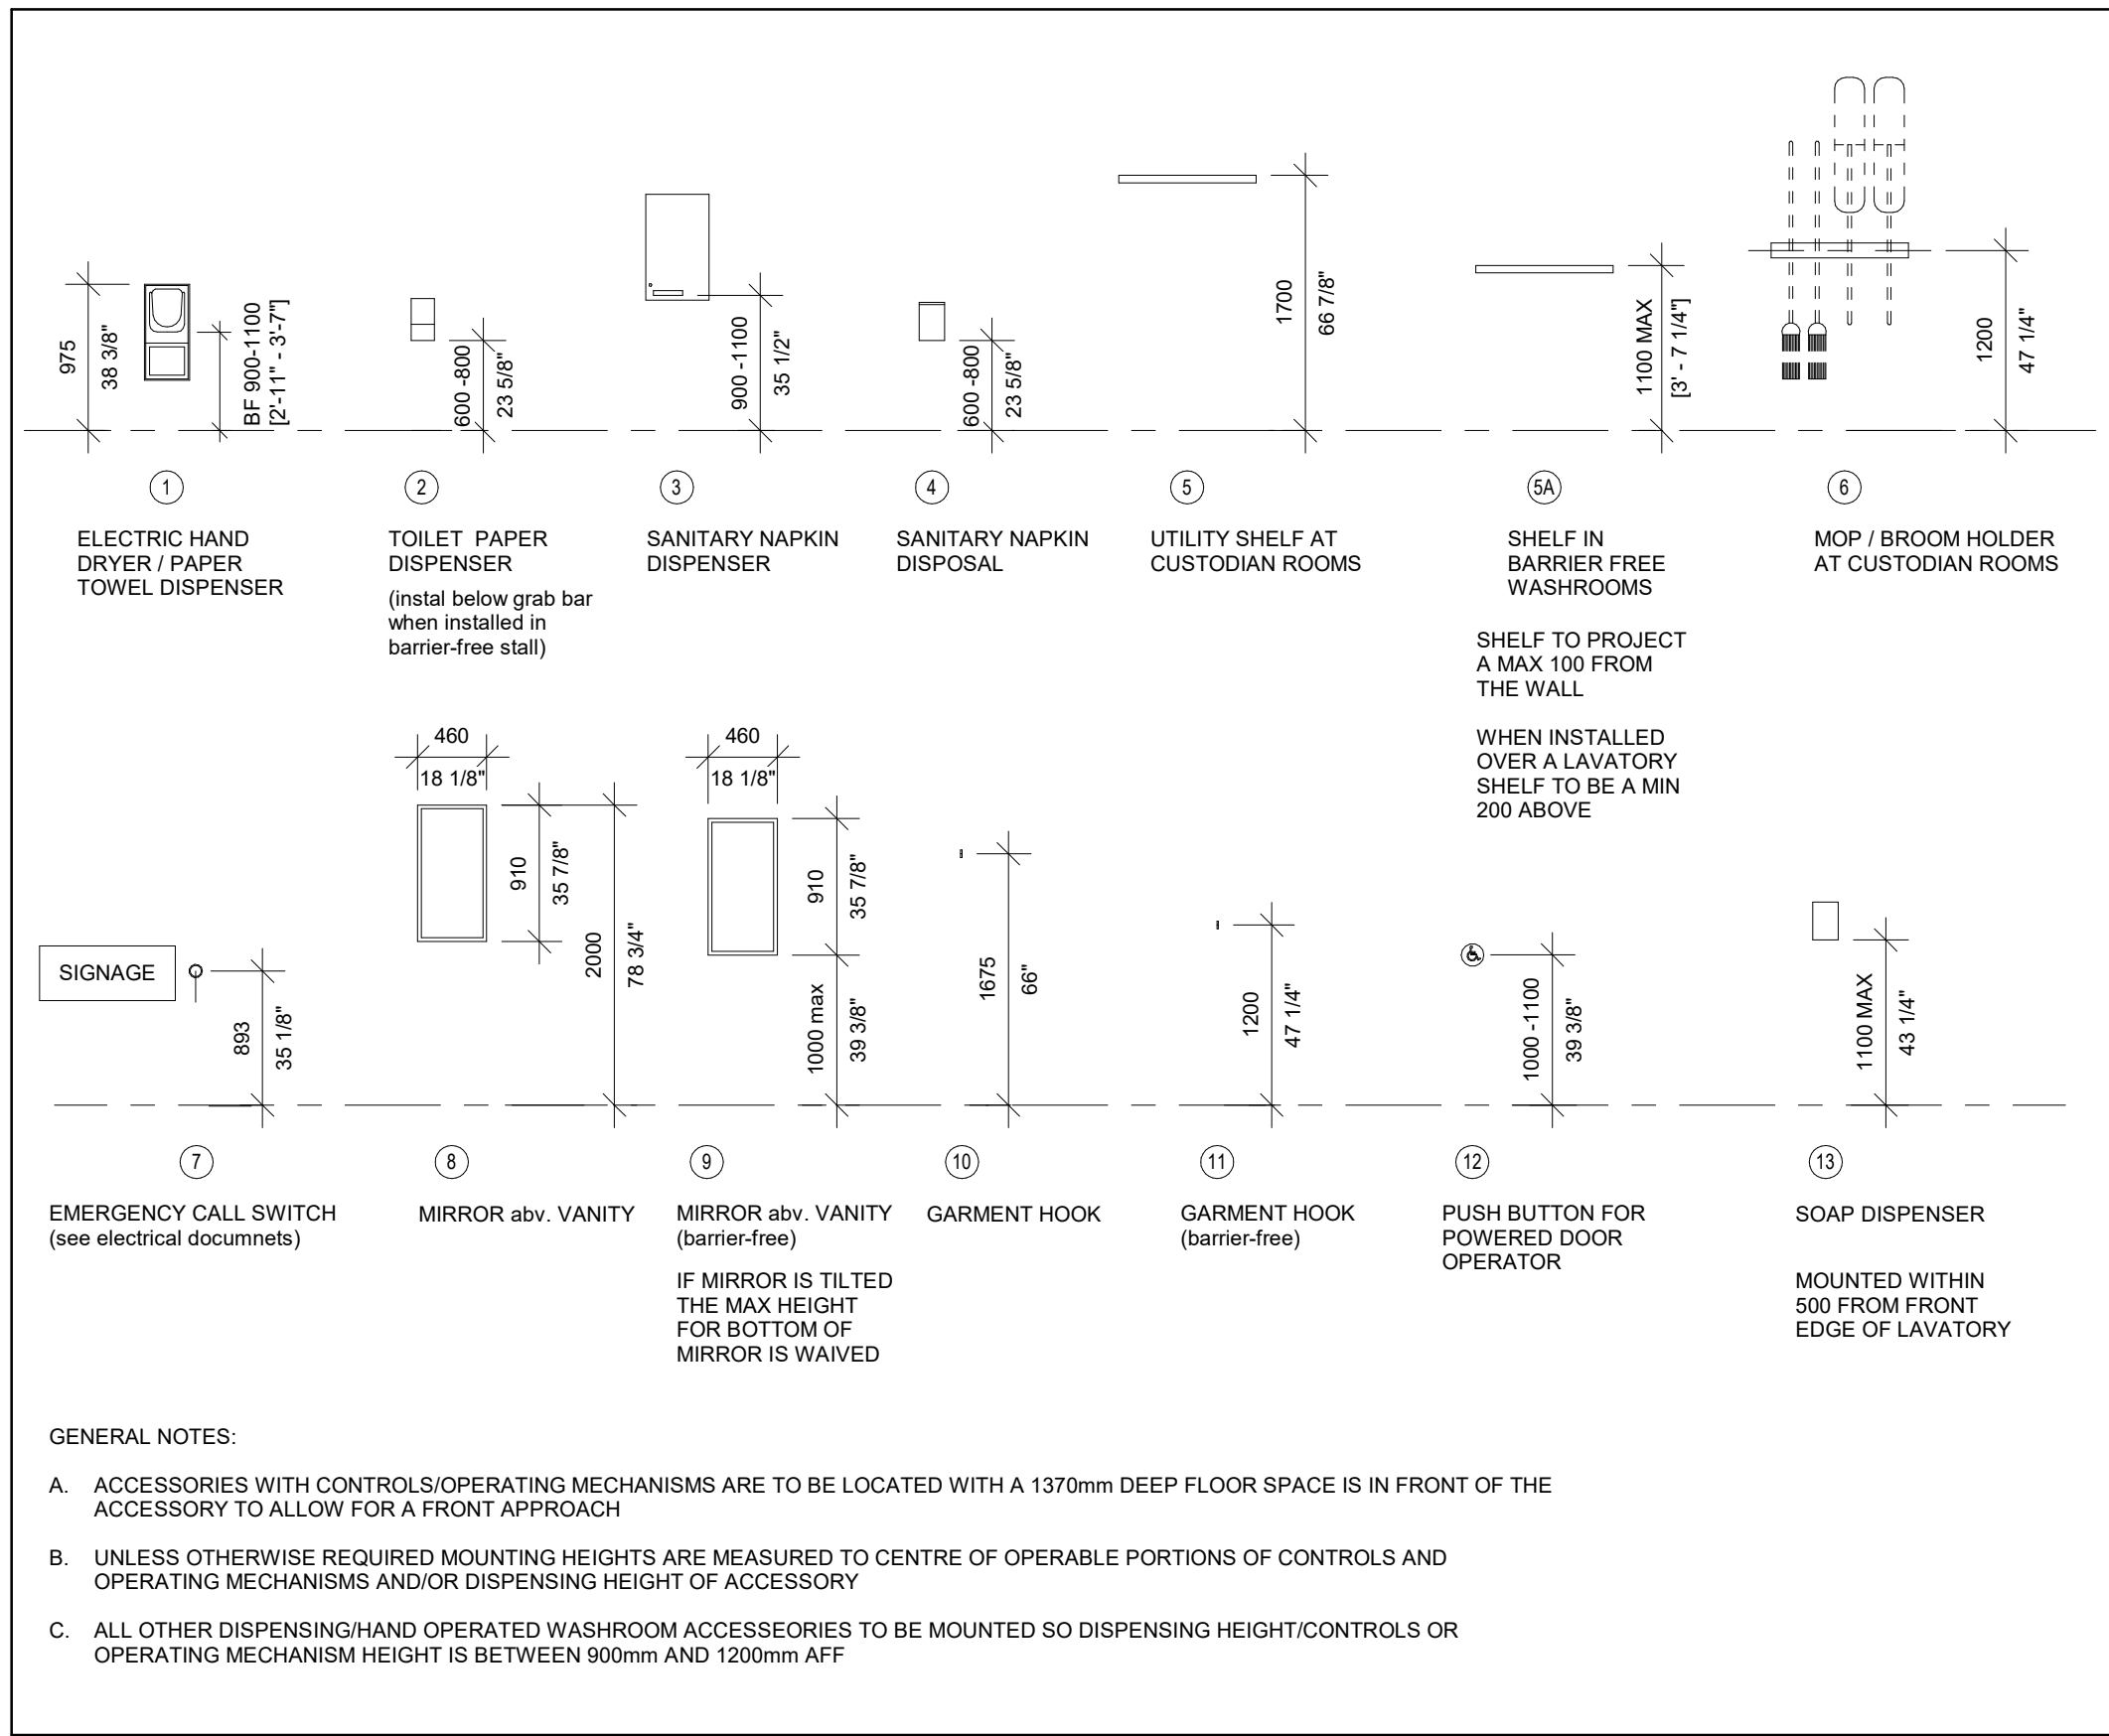 975
38 3/8"
BF 900-1100
[2'-11" - 3'-7"]
600 -800
23 5/8"
900 -1100
35 1/2"
600 -800
23 5/8"
1700
66 7/8"
1100 MAX
[3' - 7 1/4"]
1200
47 1/4"
1
ELECTRIC HAND
DRYER / PAPER
TOWEL DISPENSER
2
TOILET PAPER
DISPENSER
(instal below grab bar
when installed in
barrier-free stall)
3
SANITARY NAPKIN
DISPENSER
4
SANITARY NAPKIN
DISPOSAL
5
UTILITY SHELF AT
CUSTODIAN ROOMS
5A
SHELF IN
BARRIER FREE
WASHROOMS
SHELF TO PROJECT
A MAX 100 FROM
THE WALL
WHEN INSTALLED
OVER A LAVATORY
SHELF TO BE A MIN
200 ABOVE
6
MOP / BROOM HOLDER
AT CUSTODIAN ROOMS
SIGNAGE
893
35 1/8"
460
18 1/8"
910
35 7/8"
2000
78 3/4"
460
18 1/8"
910
35 7/8"
1000 max
39 3/8"
1675
66"
1200
47 1/4"
1000 -1100
39 3/8"
1100 MAX
43 1/4"
7
EMERGENCY CALL SWITCH
(see electrical documnets)
8
MIRROR abv. VANITY
9
MIRROR abv. VANITY
(barrier-free)
IF MIRROR IS TILTED
THE MAX HEIGHT
FOR BOTTOM OF
MIRROR IS WAIVED
10
GARMENT HOOK
11
GARMENT HOOK
(barrier-free)
12
PUSH BUTTON FOR
POWERED DOOR
OPERATOR
13
SOAP DISPENSER
MOUNTED WITHIN
500 FROM FRONT
EDGE OF LAVATORY
GENERAL NOTES:
A. ACCESSORIES WITH CONTROLS/OPERATING MECHANISMS ARE TO BE LOCATED WITH A 1370mm DEEP FLOOR SPACE IS IN FRONT OF THE
ACCESSORY TO ALLOW FOR A FRONT APPROACH
B. UNLESS OTHERWISE REQUIRED MOUNTING HEIGHTS ARE MEASURED TO CENTRE OF OPERABLE PORTIONS OF CONTROLS AND
OPERATING MECHANISMS AND/OR DISPENSING HEIGHT OF ACCESSORY
C. ALL OTHER DISPENSING/HAND OPERATED WASHROOM ACCESSEORIES TO BE MOUNTED SO DISPENSING HEIGHT/CONTROLS OR
OPERATING MECHANISM HEIGHT IS BETWEEN 900mm AND 1200mm AFF